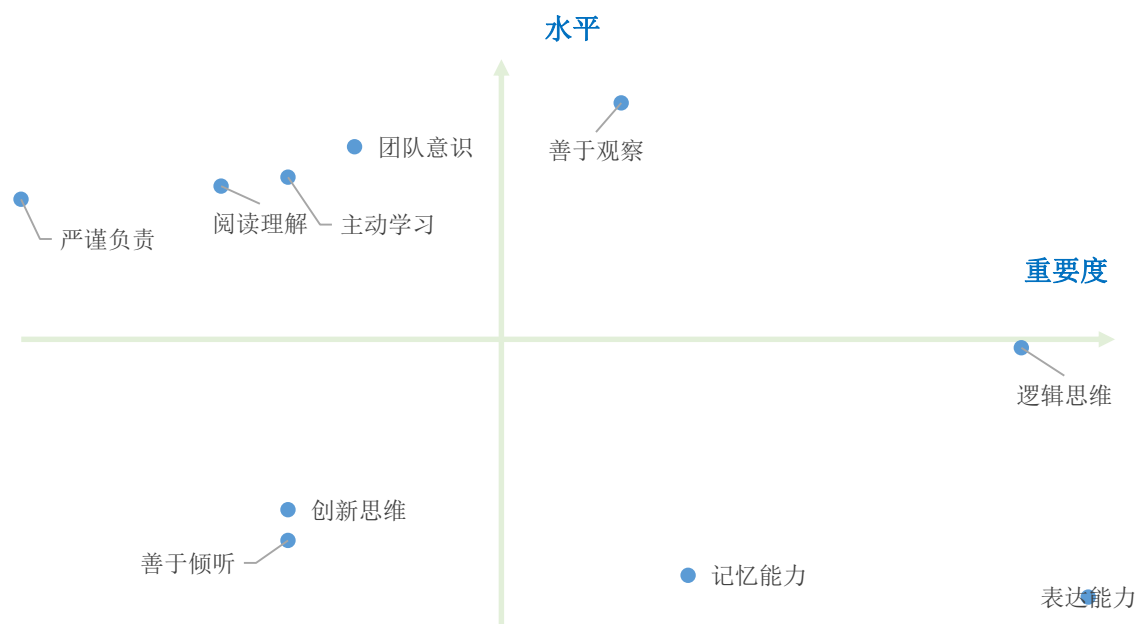 水平
团队意识
善于观察
阅读理解
主动学习
严谨负责
重要度
逻辑思维
创新思维
善于倾听
记忆能力
表达能力